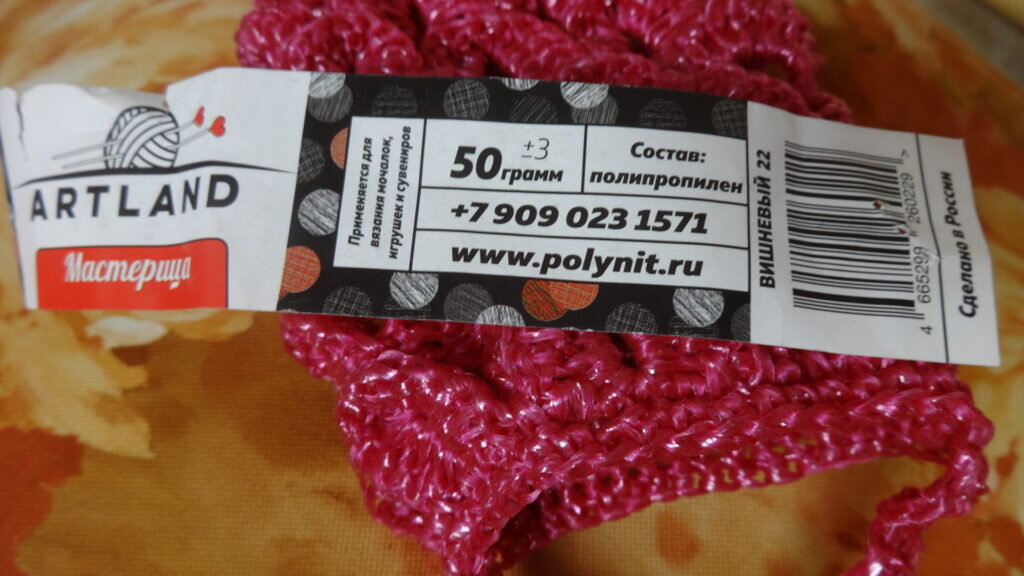 ARTLAND
Мастерица
Применяется для
вязания мочалок,
игрушек и сувениров
50 ±3 грамм
Состав:
полипропилен
+7 909 023 1571
www.polynit.ru
ВИШНЕВЫЙ 22
4 665298 260229 >
Сделано в России